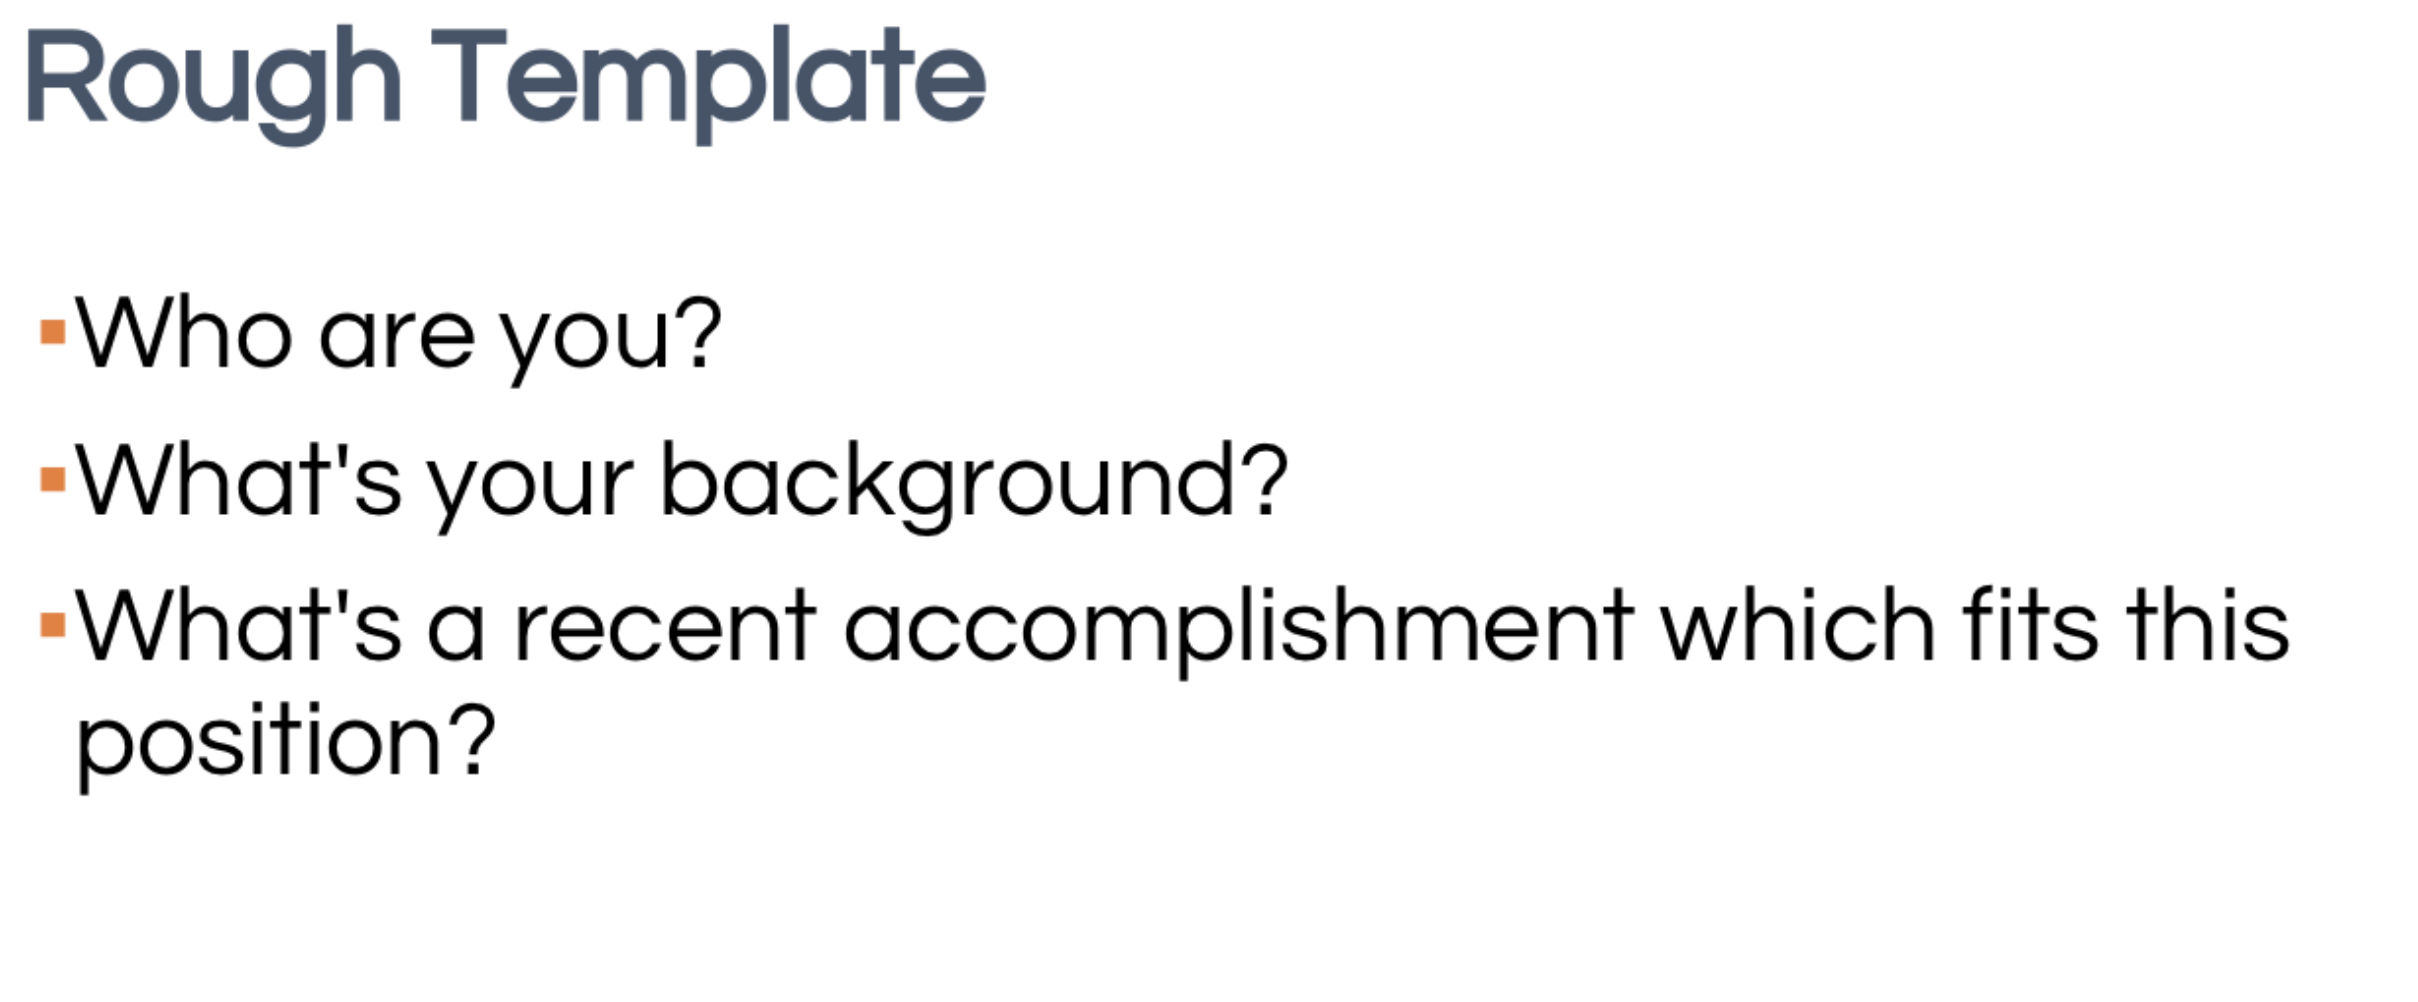 Rough Template
▪Who are you?
▪What's your background?
▪What's a recent accomplishment which fits this
position?